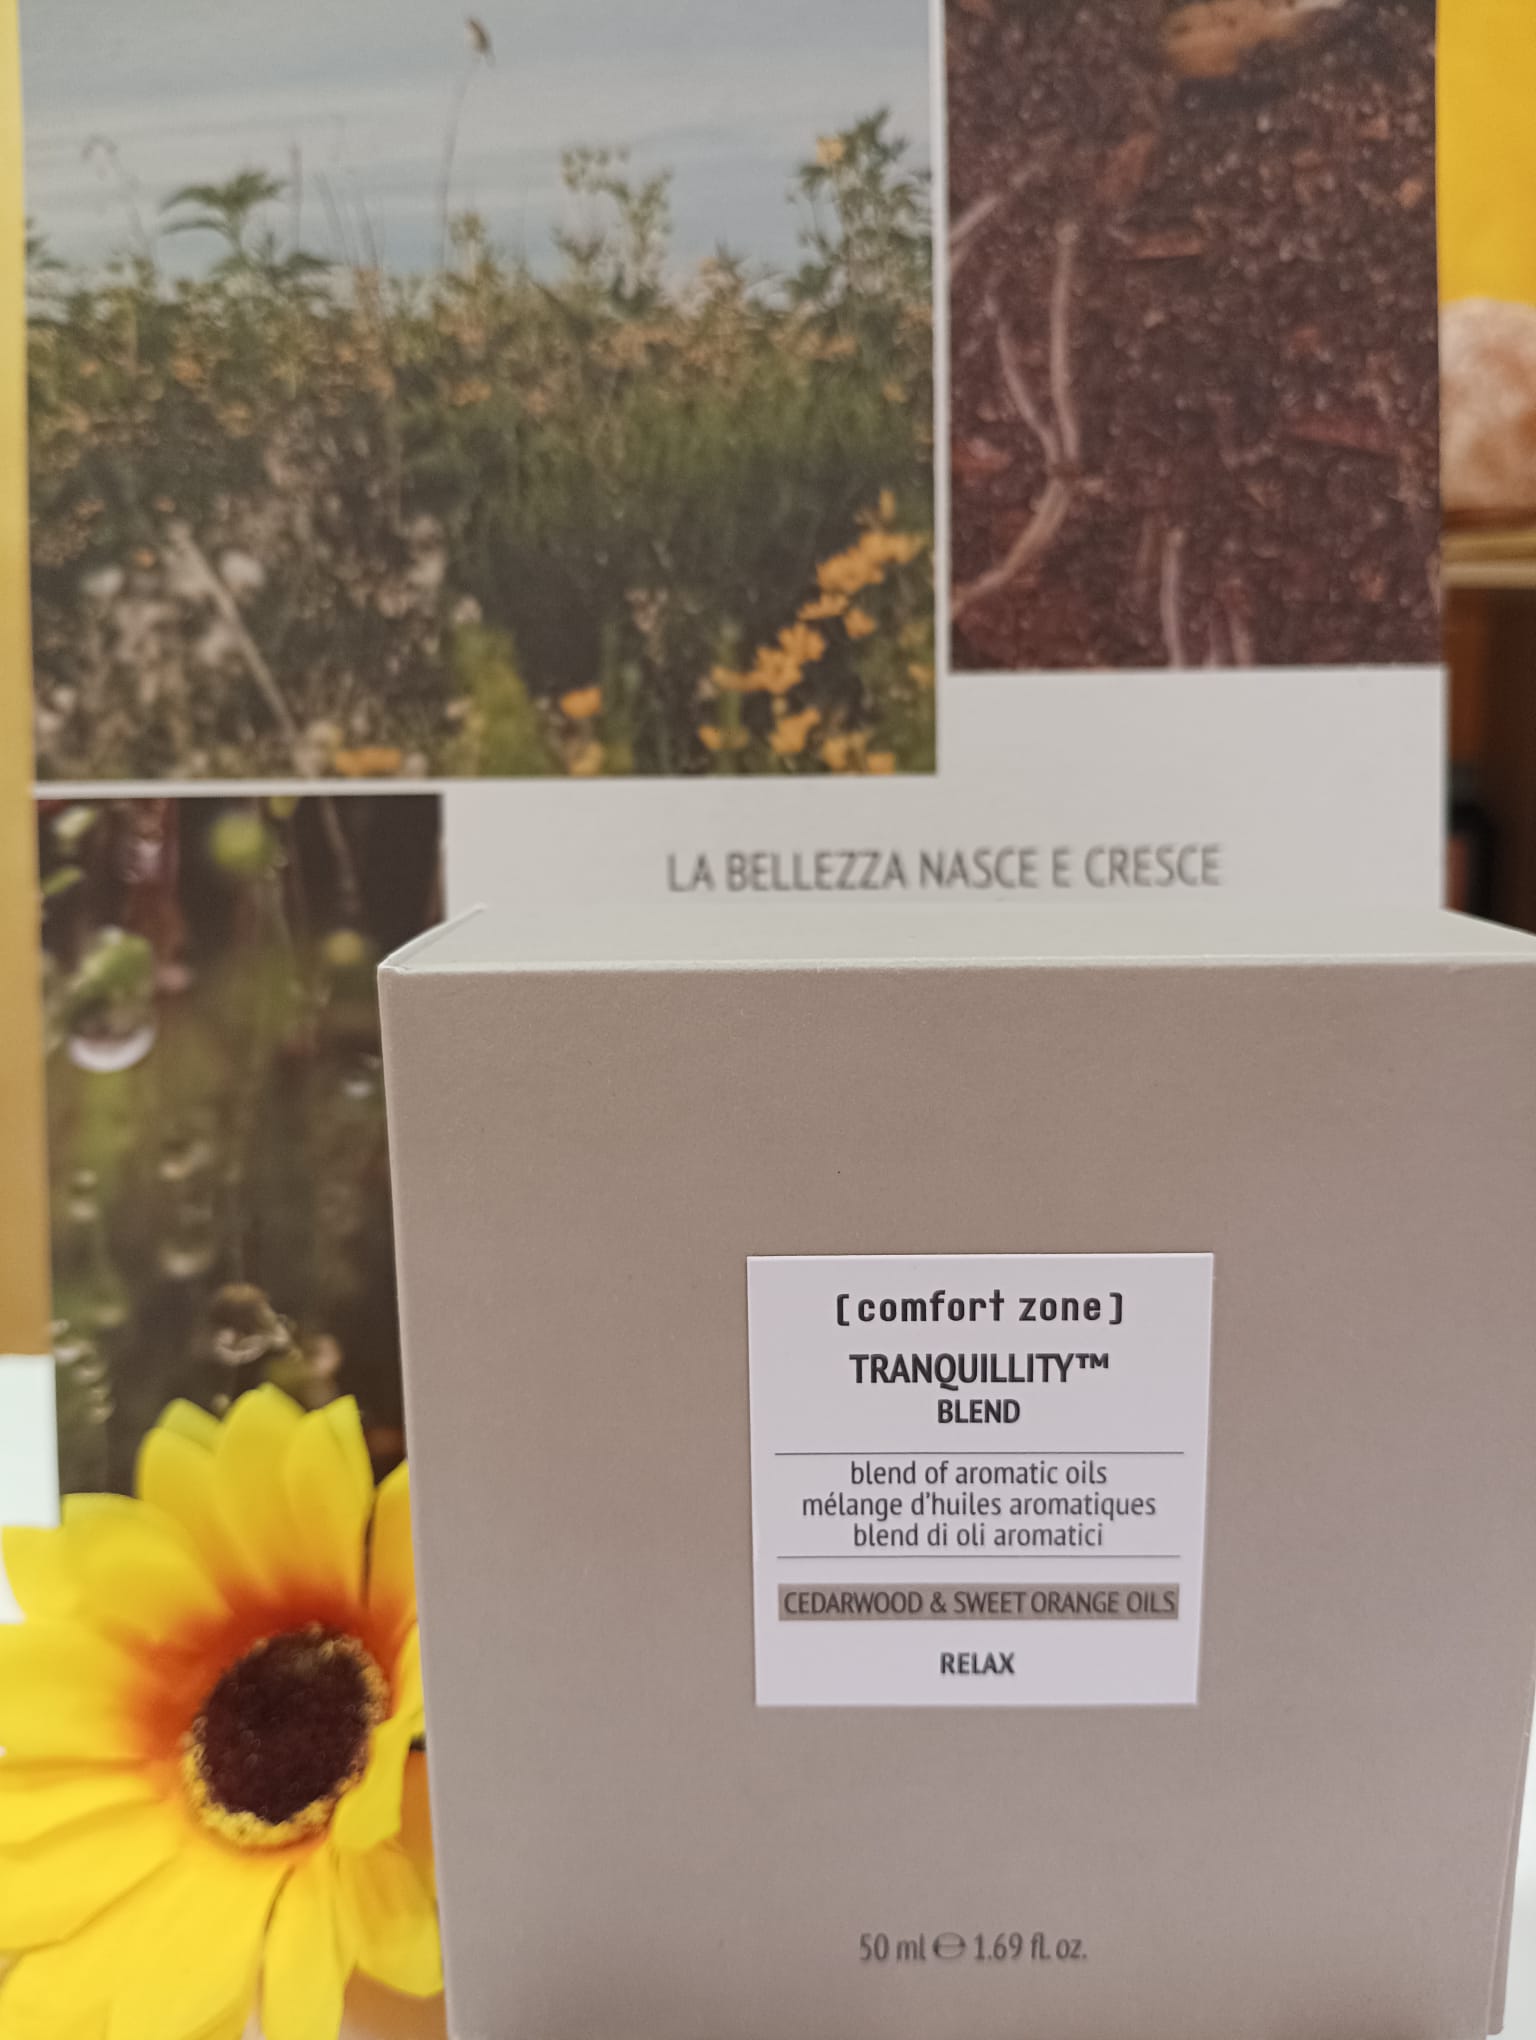 LA BELLEZZA NASCE E CRESCE
[comfort zone]
TRANQUILLITY™
BLEND
blend of aromatic oils
mélange d'huiles aromatiques
blend di oli aromatici
CEDARWOOD & SWEET ORANGE OILS
RELAX
50 ml ℮ 1.69 fl. oz.